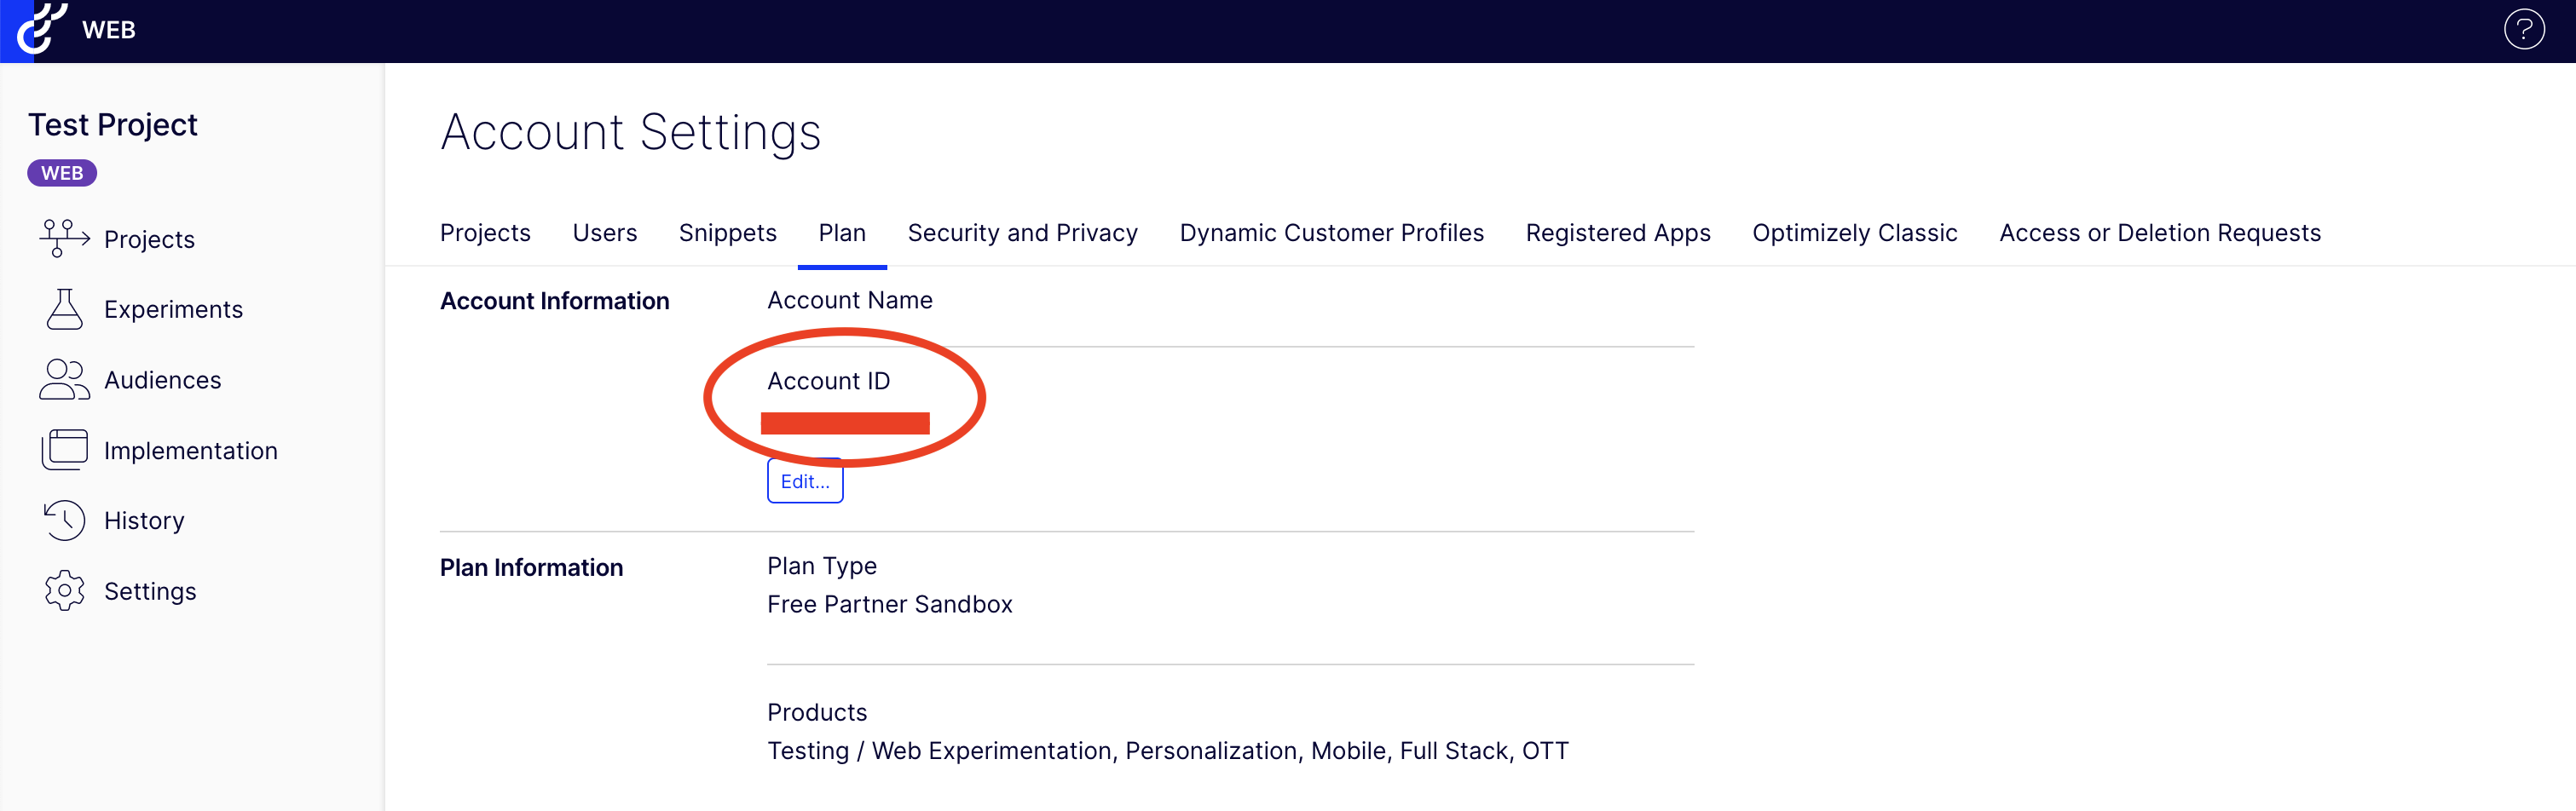 WEB
?
Test Project
WEB
Projects
Experiments
Audiences
Implementation
History
Settings
Account Settings
Projects Users Snippets Plan Security and Privacy Dynamic Customer Profiles Registered Apps Optimizely Classic Access or Deletion Requests
Account Information
Account Name
Account ID
Edit...
Plan Information
Plan Type
Free Partner Sandbox
Products
Testing / Web Experimentation, Personalization, Mobile, Full Stack, OTT